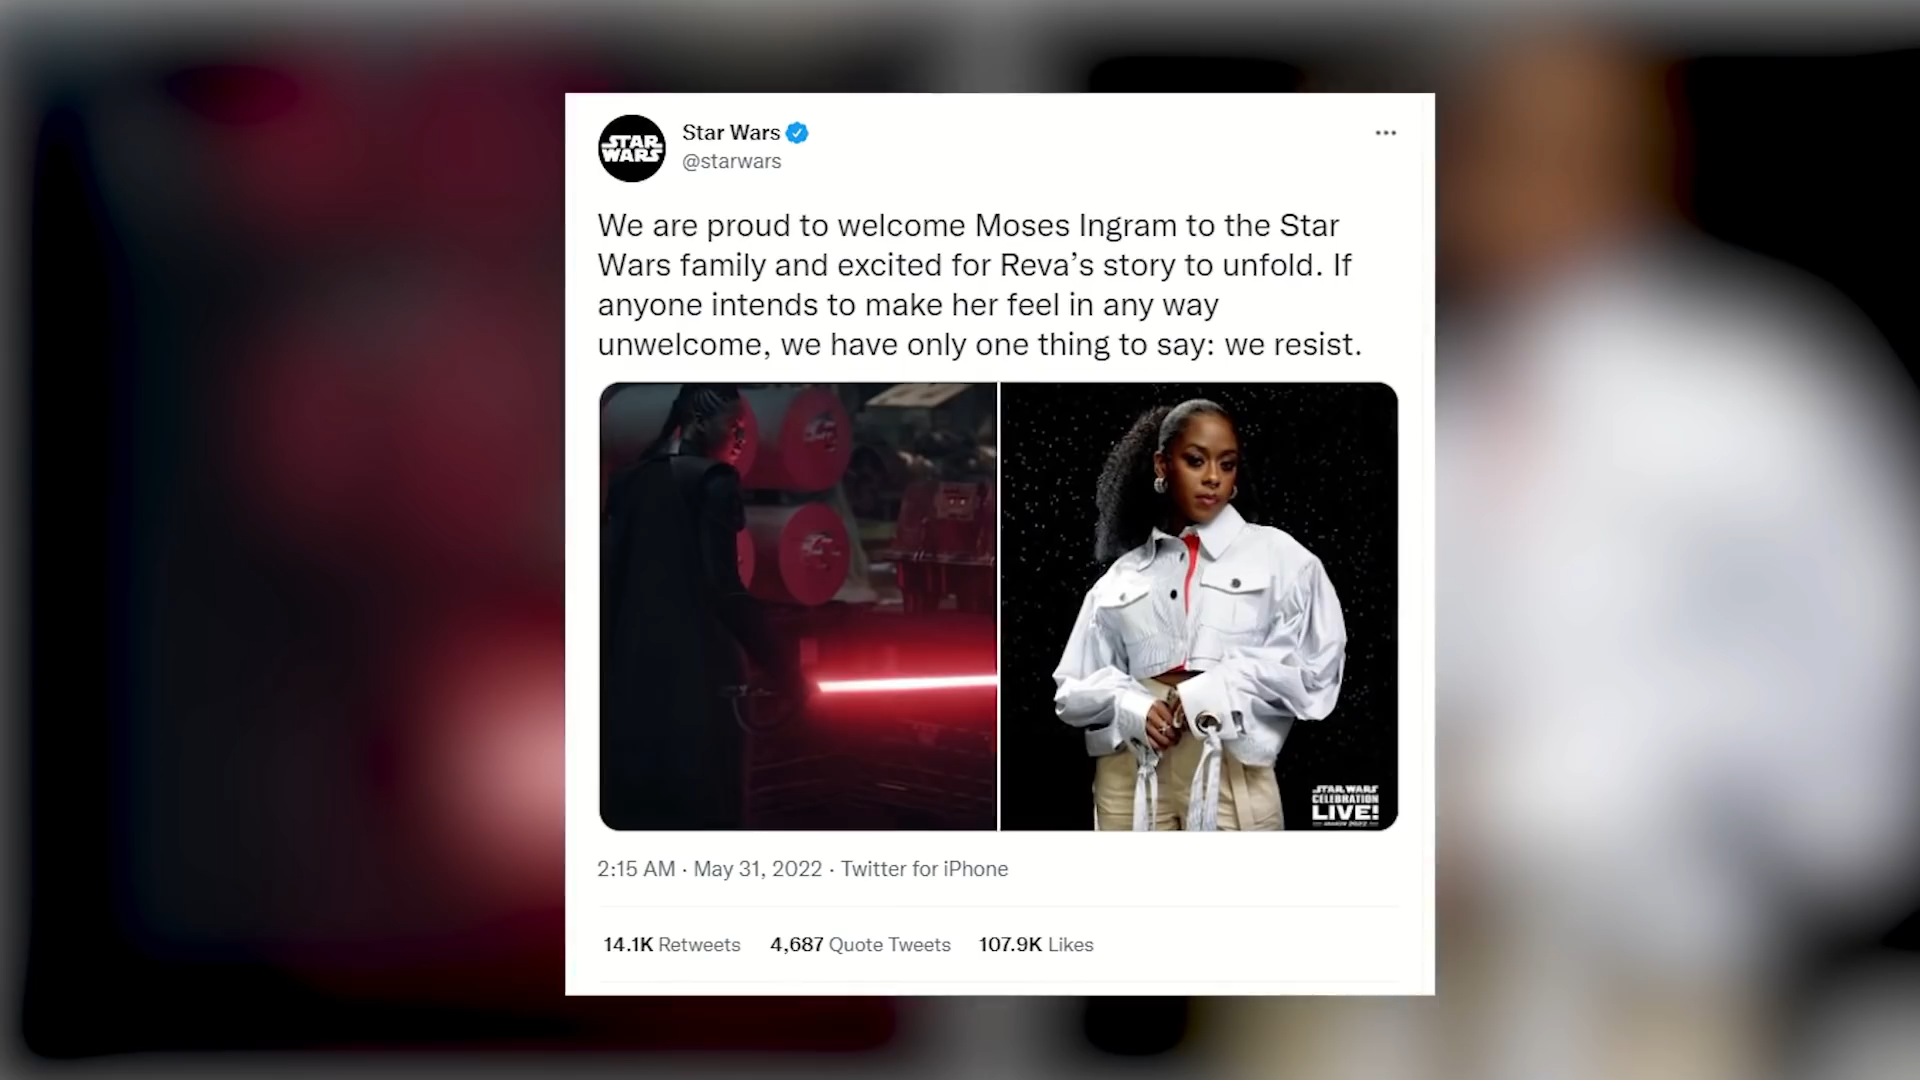 STAR
WARS
Star Wars
@starwars
We are proud to welcome Moses Ingram to the Star
Wars family and excited for Reva’s story to unfold. If
anyone intends to make her feel in any way
unwelcome, we have only one thing to say: we resist.
STAR WARS
CELEBRATION
LIVE!
2:15 AM · May 31, 2022 · Twitter for iPhone
14.1K Retweets 4,687 Quote Tweets 107.9K Likes